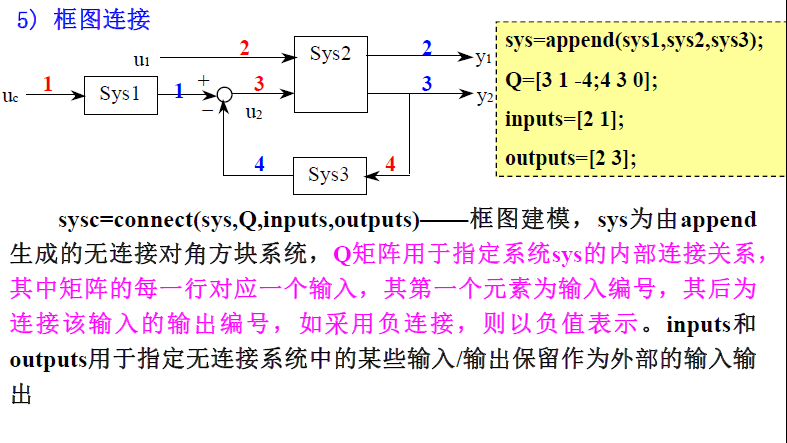 5）框图连接
u1
2
Sys2
2
y1
uc
1
Sys1
1
+
−
3
u2
3
y2
4
Sys3
4
sys=append(sys1,sys2,sys3);
Q=[3 1 -4;4 3 0];
inputs=[2 1];
outputs=[2 3];
sysc=connect(sys,Q,inputs,outputs)——框图建模，sys为由append
生成的无连接对角方块系统，Q矩阵用于指定系统sys的内部连接关系，
其中矩阵的每一行对应一个输入，其第一个元素为输入编号，其后为
连接该输入的输出编号，如采用负连接，则以负值表示。inputs和
outputs用于指定无连接系统中的某些输入/输出保留作为外部的输入输
出